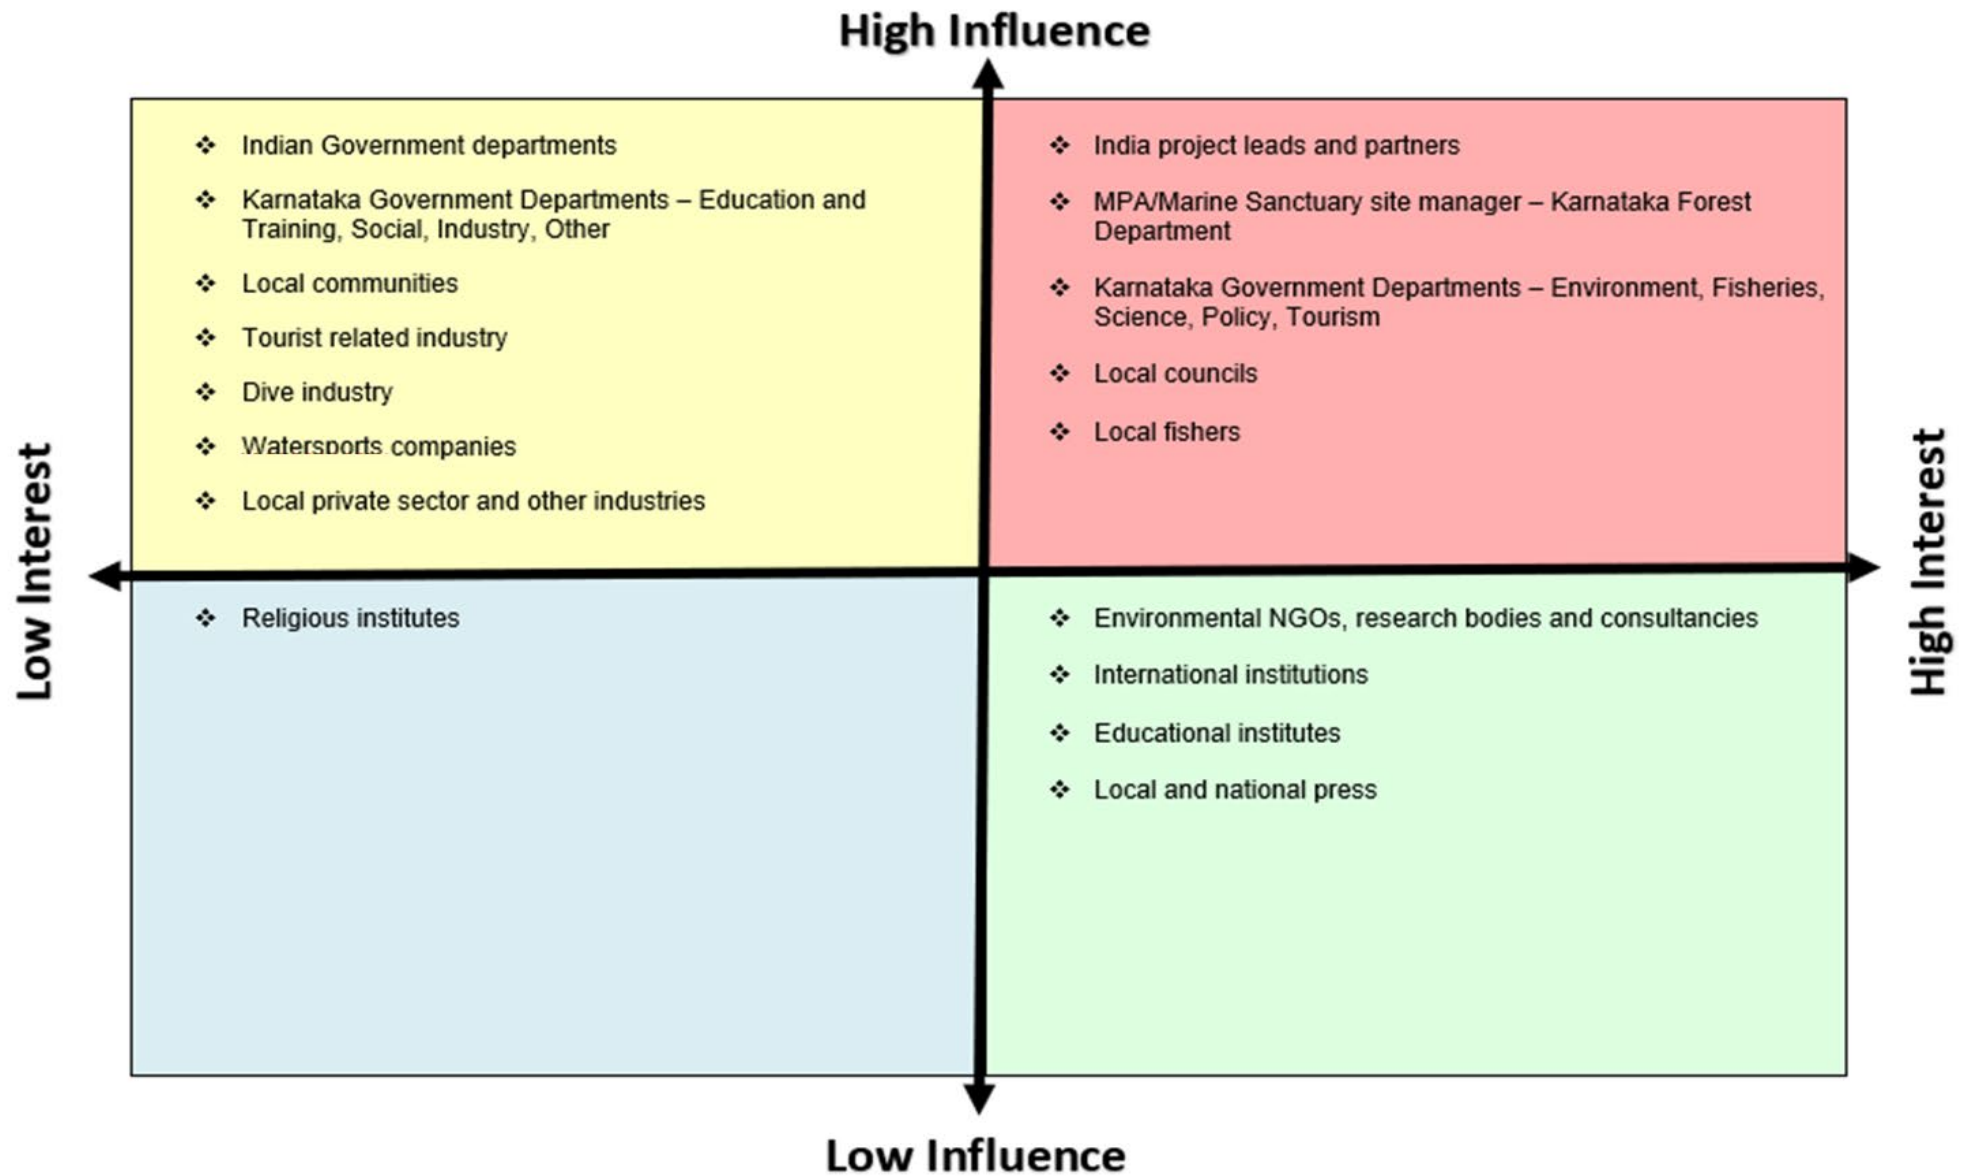 High Influence
❖ Indian Government departments
❖ Karnataka Government Departments – Education and
Training, Social, Industry, Other
❖ Local communities
❖ Tourist related industry
❖ Dive industry
❖ Watersports companies
❖ Local private sector and other industries
❖ India project leads and partners
❖ MPA/Marine Sanctuary site manager – Karnataka Forest
Department
❖ Karnataka Government Departments – Environment, Fisheries,
Science, Policy, Tourism
❖ Local councils
❖ Local fishers
Low Interest
High Interest
❖ Religious institutes
❖ Environmental NGOs, research bodies and consultancies
❖ International institutions
❖ Educational institutes
❖ Local and national press
Low Influence